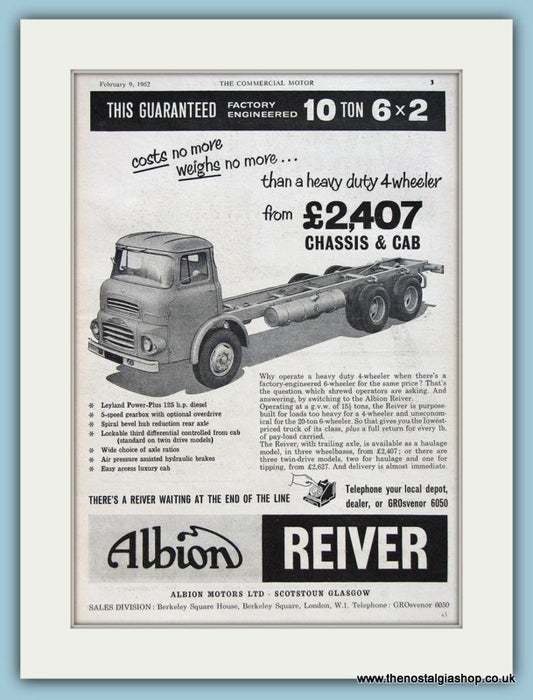 February 9, 1962 THE COMMERCIAL MOTOR 3
THIS GUARANTEED FACTORY ENGINEERED 10 TON 6 × 2
costs no more
weighs no more...
than a heavy duty 4-wheeler
from £2,407
CHASSIS & CAB
* Leyland Power-Plus 125 h.p. diesel
* 5-speed gearbox with optional overdrive
* Spiral bevel hub reduction rear axle
* Lockable third differential controlled from cab
(standard on twin drive models)
* Wide choice of axle ratios
* Air pressure assisted hydraulic brakes
* Easy access luxury cab
Why operate a heavy duty 4-wheeler when there's a
factory-engineered 6-wheeler for the same price? That's
the question which shrewd operators are asking. And
answering, by switching to the Albion Reiver.
Operating at a g.v.w. of 15½ tons, the Reiver is purpose-
built for loads too heavy for a 4-wheeler and uneconom-
ical for the 20-ton 6-wheeler. So that gives you the lowest-
priced truck of its class, plus a full return for every lb.
of pay-load carried.
The Reiver, with trailing axle, is available as a haulage
model, in three wheelbases, from £2,407; or there are
three twin-drive models, two for haulage and one for
tipping, from £2,627. And delivery is almost immediate.
THERE'S A REIVER WAITING AT THE END OF THE LINE
Telephone your local depot,
dealer, or GROsvenor 6050
Albion REIVER
ALBION MOTORS LTD · SCOTSTOUN GLASGOW
SALES DIVISION: Berkeley Square House, Berkeley Square, London, W.1. Telephone: GROsvenor 6050
www.thenostalgiashop.co.uk